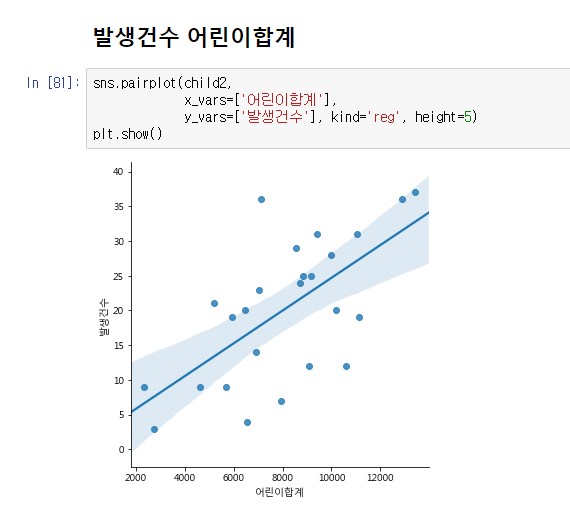 발생건수 어린이합계
In [81]: sns.pairplot(child2,
x_vars=['어린이합계'],
y_vars=['발생건수'], kind='reg', height=5)
plt.show()
40
35
30
25
20
15
10
5
0
발생건수
2000 4000 6000 8000 10000 12000
어린이합계